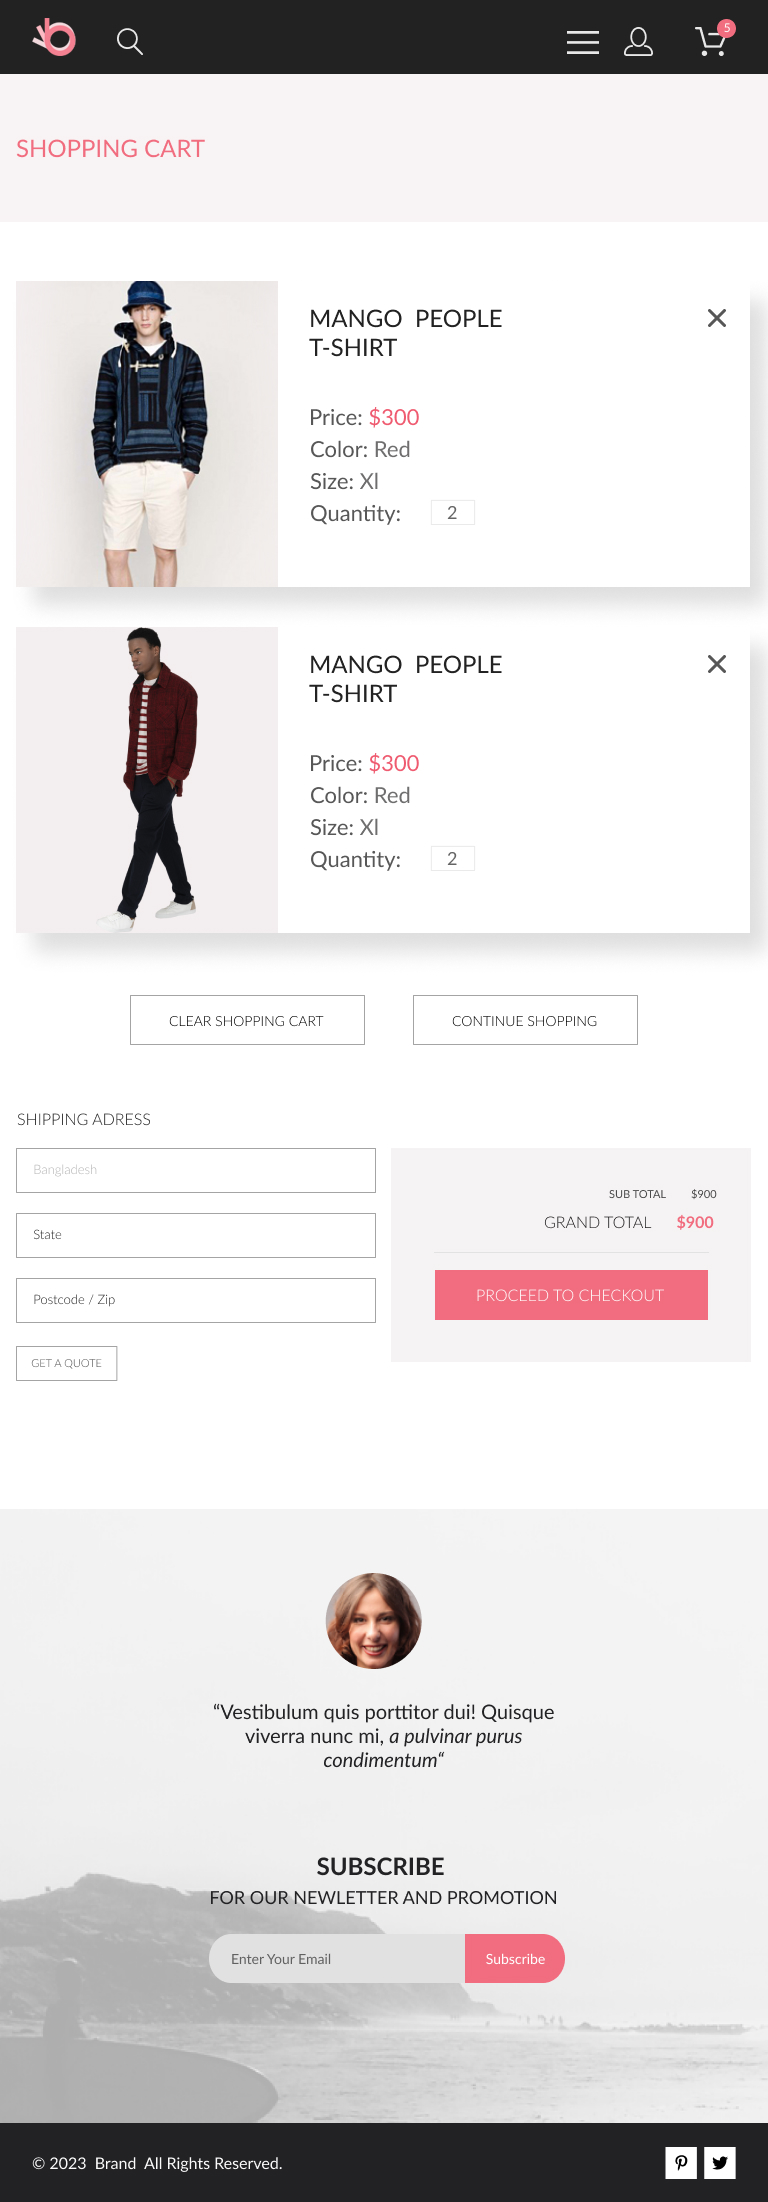 5
SHOPPING CART
MANGO PEOPLE
T-SHIRT
Price: $300
Color: Red
Size: Xl
Quantity: 2
MANGO PEOPLE
T-SHIRT
Price: $300
Color: Red
Size: Xl
Quantity: 2
CLEAR SHOPPING CART
CONTINUE SHOPPING
SHIPPING ADRESS
Bangladesh
State
Postcode / Zip
GET A QUOTE
SUB TOTAL $900
GRAND TOTAL $900
PROCEED TO CHECKOUT
“Vestibulum quis porttitor dui! Quisque
viverra nunc mi, a pulvinar purus
condimentum“
SUBSCRIBE
FOR OUR NEWLETTER AND PROMOTION
Enter Your Email
Subscribe
© 2023 Brand All Rights Reserved.